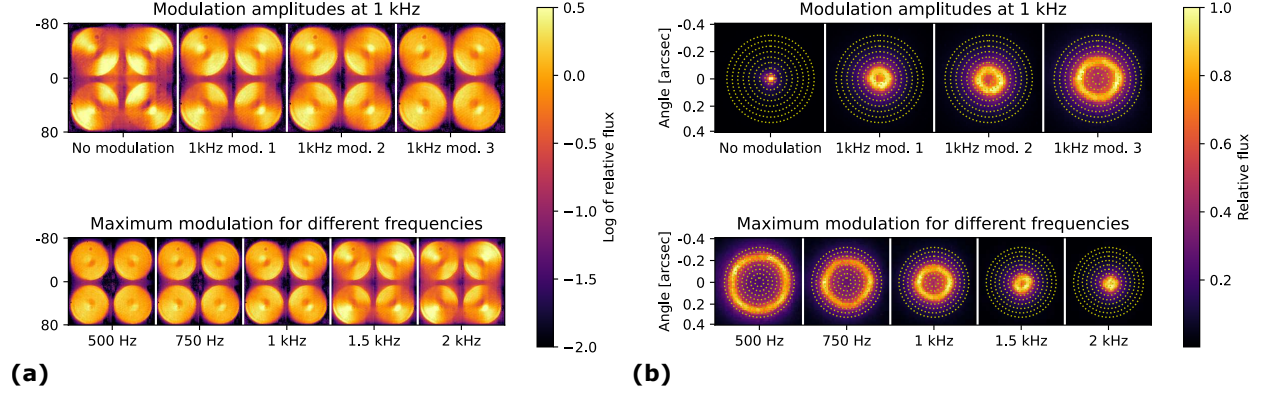 Modulation amplitudes at 1 kHz
-80
0
80
No modulation 1kHz mod. 1 1kHz mod. 2 1kHz mod. 3
Maximum modulation for different frequencies
-80
0
80
500 Hz 750 Hz 1 kHz 1.5 kHz 2 kHz
0.5
0.0
−0.5
−1.0
−1.5
−2.0
Log of relative flux
(a)
Modulation amplitudes at 1 kHz
Angle [arcsec]
-0.4
-0.2
0
0.2
0.4
No modulation 1kHz mod. 1 1kHz mod. 2 1kHz mod. 3
Maximum modulation for different frequencies
Angle [arcsec]
-0.4
-0.2
0
0.2
0.4
500 Hz 750 Hz 1 kHz 1.5 kHz 2 kHz
1.0
0.8
0.6
0.4
0.2
Relative flux
(b)